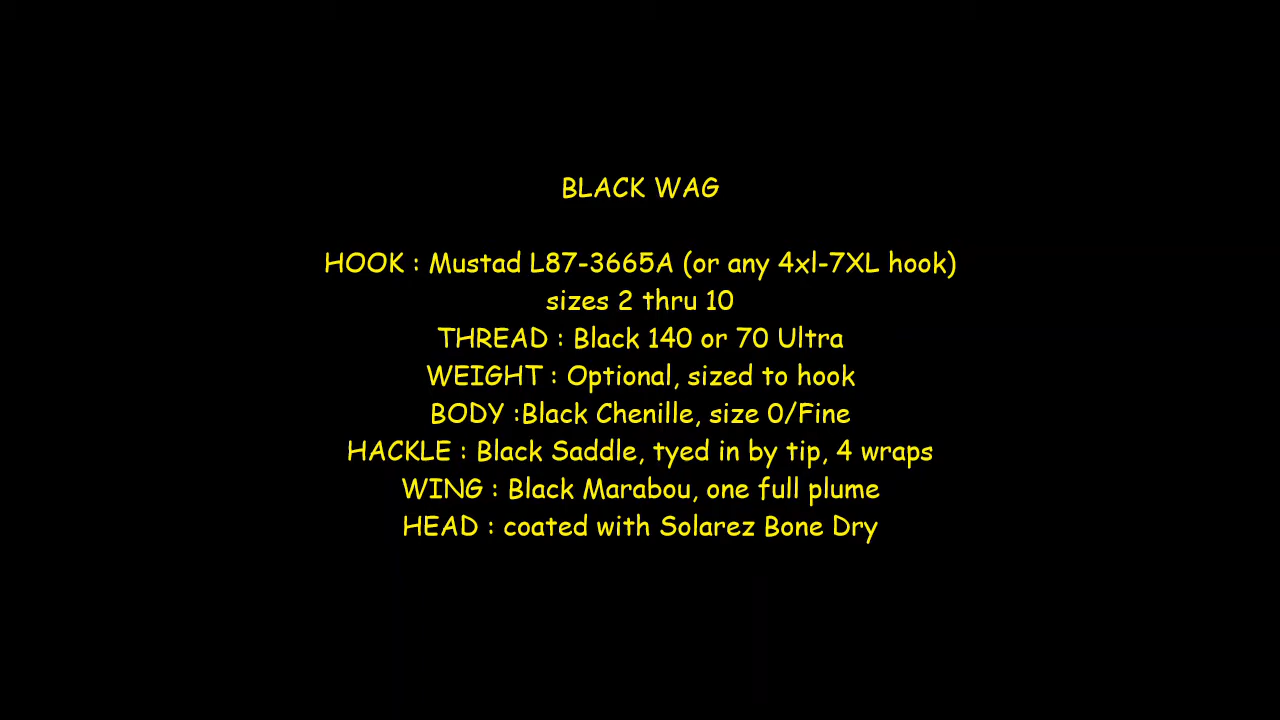 BLACK WAG
HOOK : Mustad L87-3665A (or any 4xl-7XL hook)
sizes 2 thru 10
THREAD : Black 140 or 70 Ultra
WEIGHT : Optional, sized to hook
BODY :Black Chenille, size 0/Fine
HACKLE : Black Saddle, tyed in by tip, 4 wraps
WING : Black Marabou, one full plume
HEAD : coated with Solarez Bone Dry